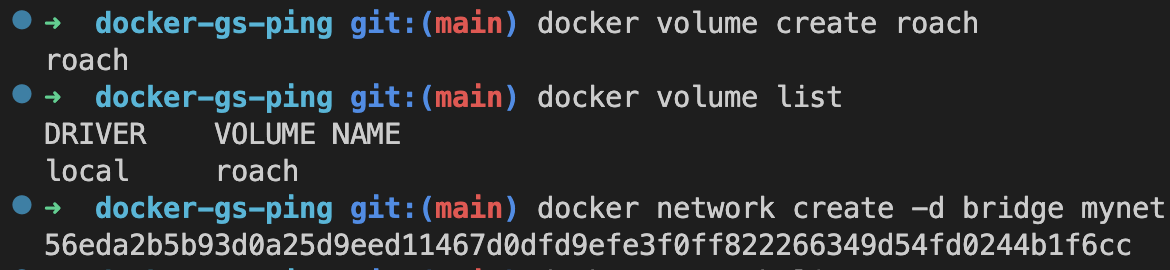 ➜ docker-gs-ping git:(main) docker volume create roach
roach
➜ docker-gs-ping git:(main) docker volume list
DRIVER    VOLUME NAME
local     roach
➜ docker-gs-ping git:(main) docker network create -d bridge mynet
56eda2b5b93d0a25d9eed11467d0dfd9efe3f0ff822266349d54fd0244b1f6cc